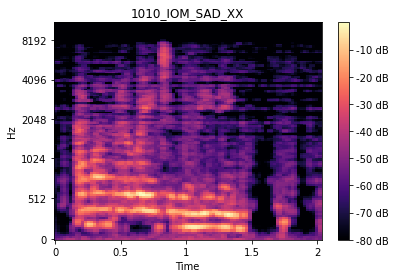 1010_IOM_SAD_XX
8192
4096
2048
1024
512
0
Hz
0
0.5
1
1.5
2
Time
-10 dB
-20 dB
-30 dB
-40 dB
-50 dB
-60 dB
-70 dB
-80 dB